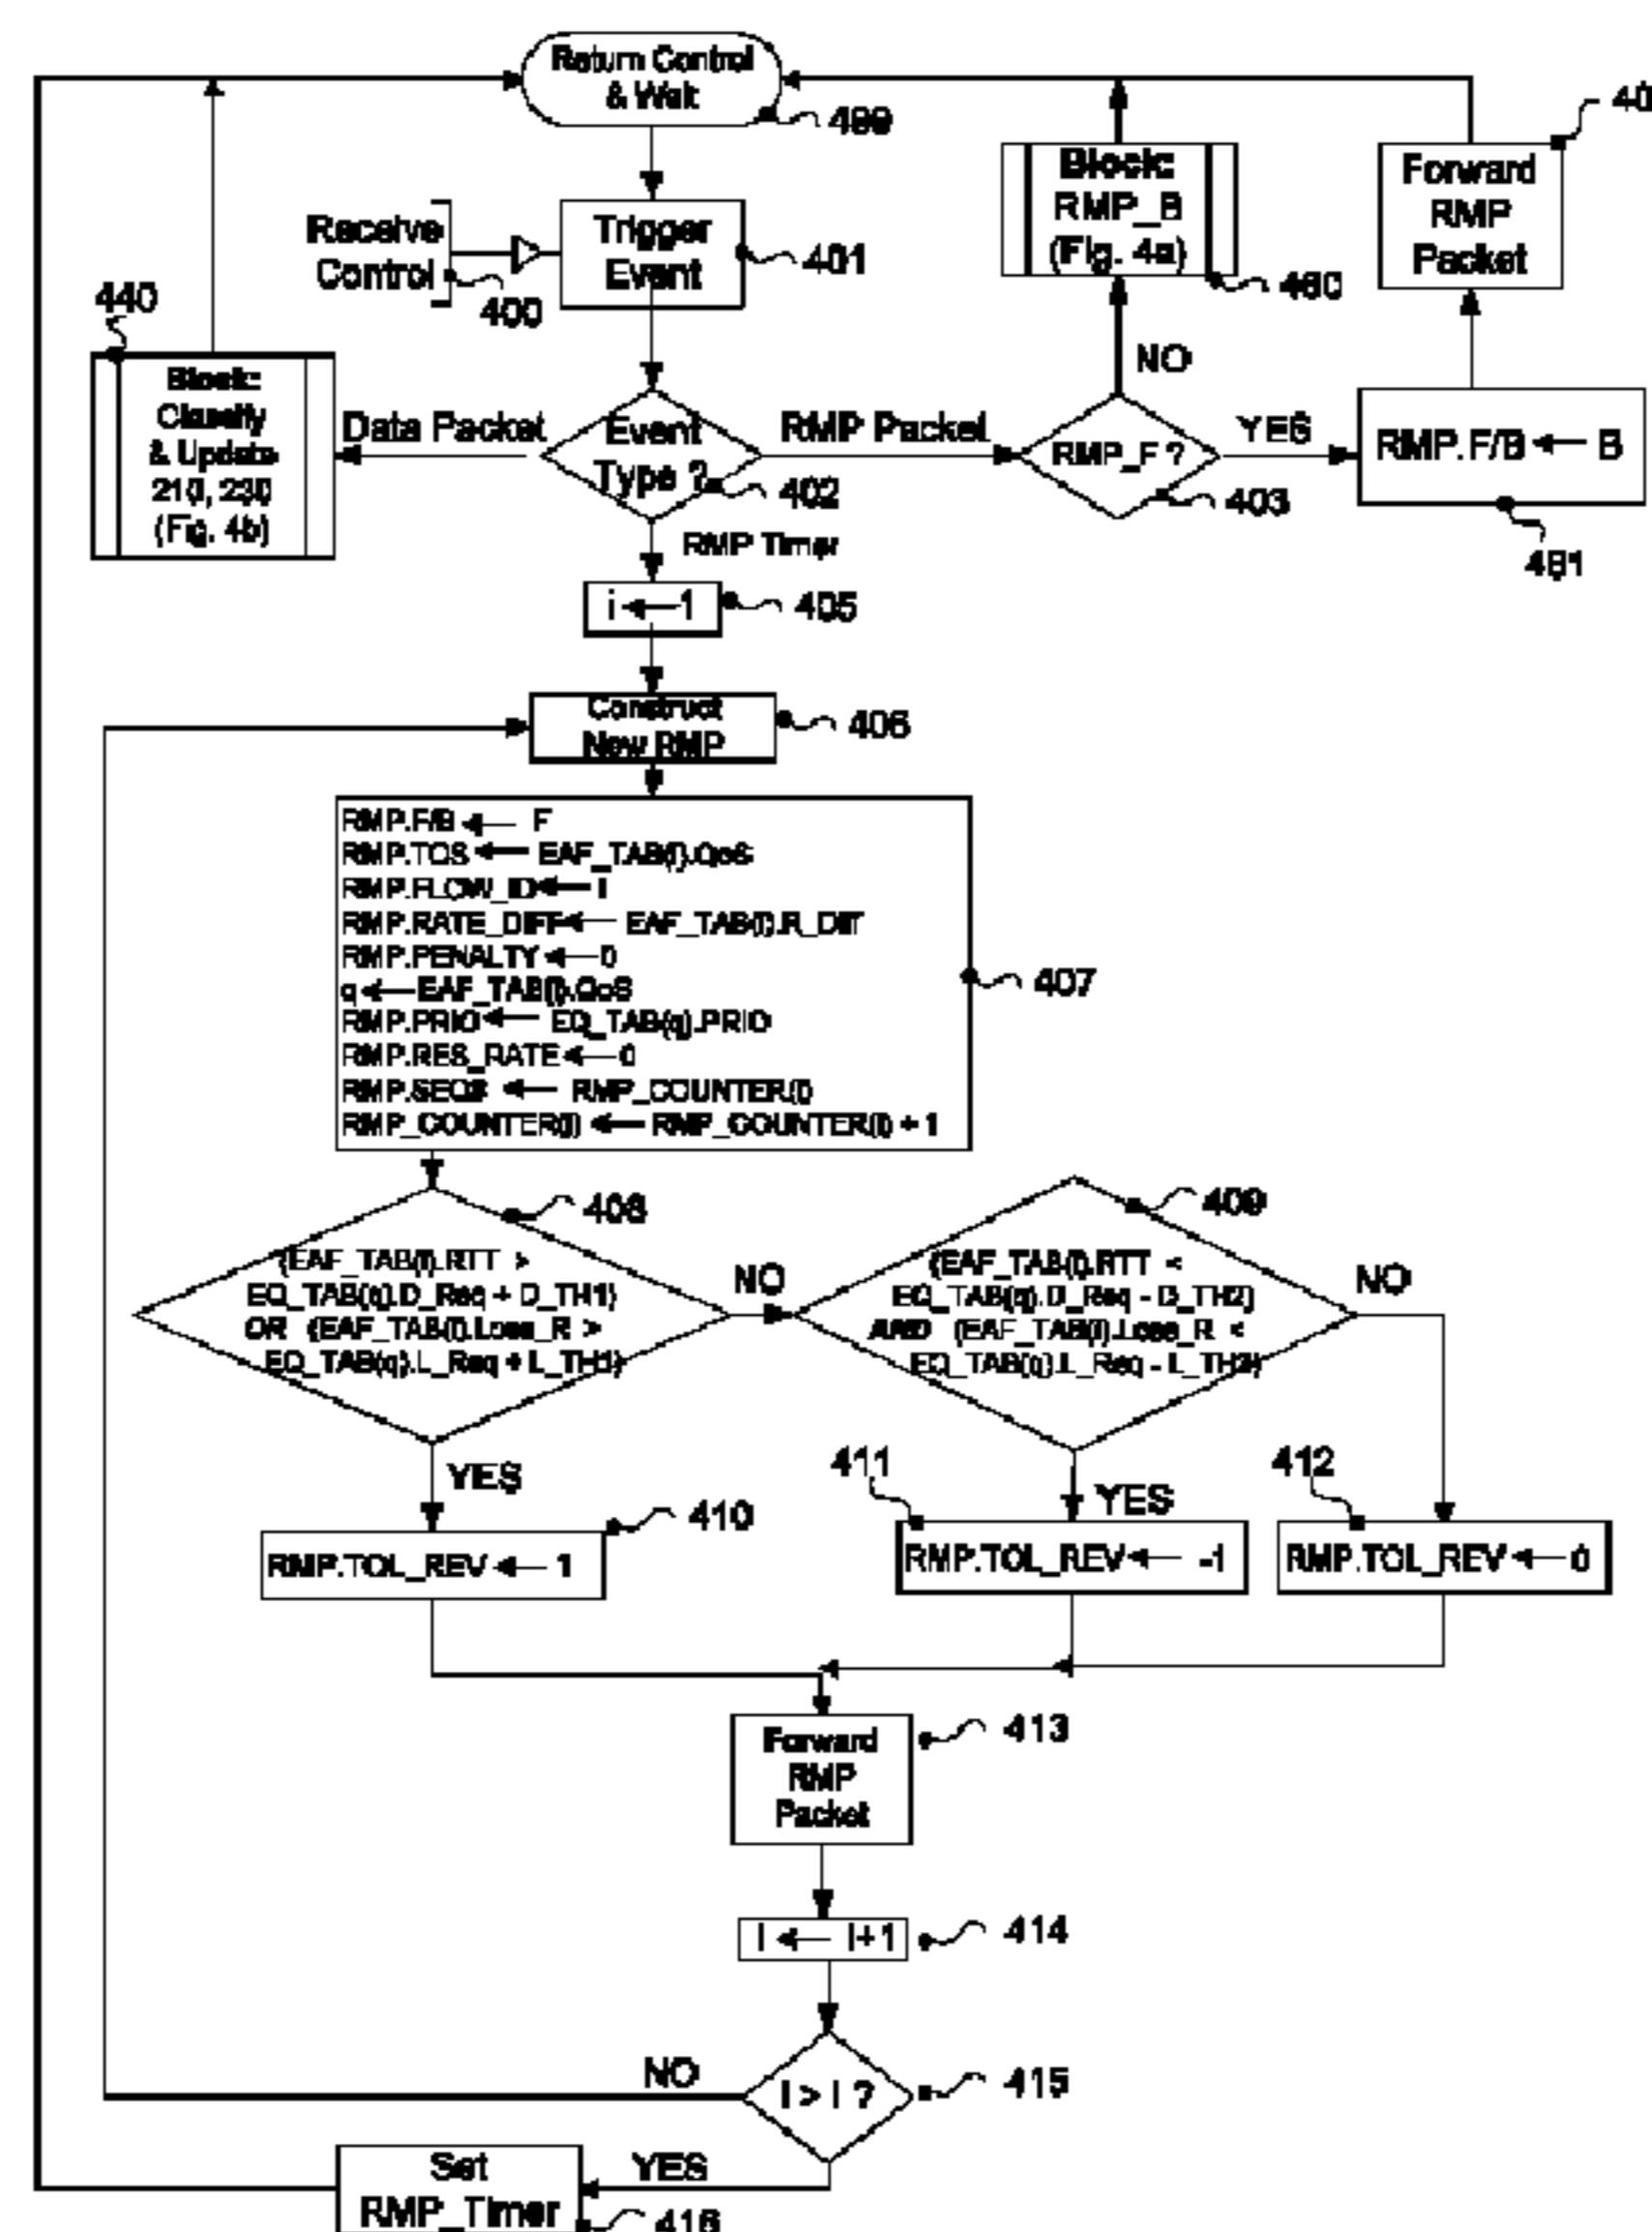 Return Control
& Wait
499
Receive
Control
400
Trigger
Event
401
Block:
RMP_B
(Fig. 4a)
460
Forward
RMP
Packet
440
Block:
Classify
& Update
210, 230
(Fig. 4b)
Data Packet
Event
Type ?
402
RMP Packet
NO
RMP_F ?
403
YES
RMP.F/B ← B
481
RMP Timer
i ← 1
405
Construct
New RMP
406
RMP.F/B ← F
RMP.TOS ← EAF_TAB(i).QoS
RMP.FLOW_ID ← i
RMP.RATE_DIFF ← EAF_TAB(i).R_Diff
RMP.PENALTY ← 0
q ← EAF_TAB(i).QoS
RMP.PRIO ← EQ_TAB(q).PRIO
RMP.RES_RATE ← 0
RMP.SEQ# ← RMP_COUNTER(i)
RMP_COUNTER(i) ← RMP_COUNTER(i) + 1
407
408
(EAF_TAB(i).RTT >
EQ_TAB(q).D_Req + D_TH1)
OR (EAF_TAB(i).Loss_R >
EQ_TAB(q).L_Req + L_TH1)
NO
409
(EAF_TAB(i).RTT <
EQ_TAB(q).D_Req - D_TH2)
AND (EAF_TAB(i).Loss_R <
EQ_TAB(q).L_Req - L_TH2)
NO
YES
410
RMP.TOL_REV ← 1
411
YES
RMP.TOL_REV ← -1
412
RMP.TOL_REV ← 0
Forward
RMP
Packet
413
i ← i+1
414
NO
i > I ?
415
YES
Set
RMP_Timer
416